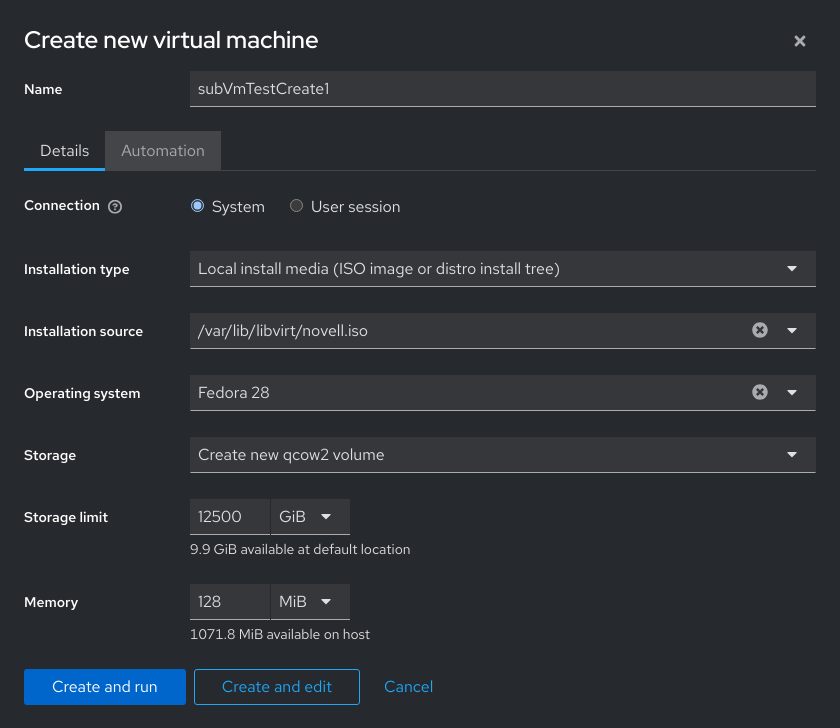 Create new virtual machine
Name
subVmTestCreate1
Details Automation
Connection System User session
Installation type Local install media (ISO image or distro install tree)
Installation source /var/lib/libvirt/novell.iso
Operating system Fedora 28
Storage Create new qcow2 volume
Storage limit 12500 GiB
9.9 GiB available at default location
Memory 128 MiB
1071.8 MiB available on host
Create and run Create and edit Cancel